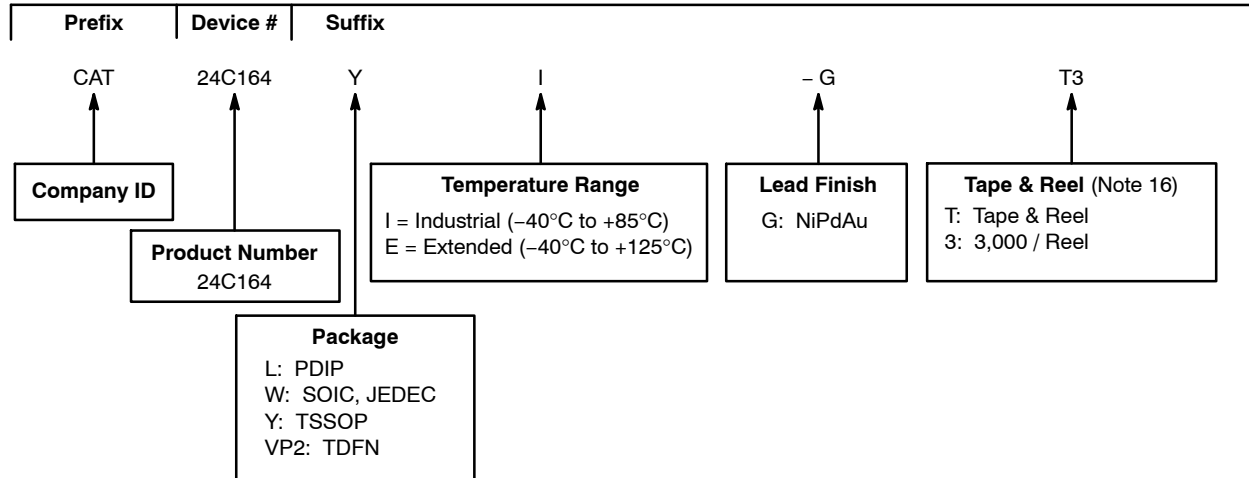 Prefix Device # Suffix
CAT 24C164 Y I – G T3
Company ID
Product Number
24C164
Package
L: PDIP
W: SOIC, JEDEC
Y: TSSOP
VP2: TDFN
Temperature Range
I = Industrial (−40°C to +85°C)
E = Extended (−40°C to +125°C)
Lead Finish
G: NiPdAu
Tape & Reel (Note 16)
T: Tape & Reel
3: 3,000 / Reel